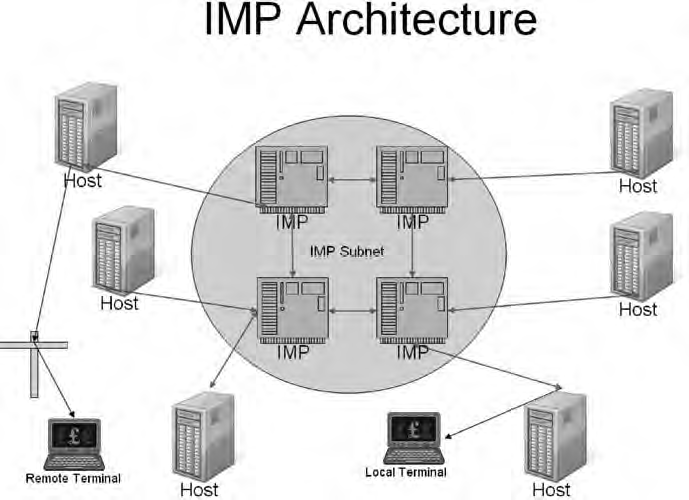 IMP Architecture
Host
Host
IMP
IMP
IMP Subnet
Host
Host
IMP
IMP
Remote Terminal
Host
£
£
Local Terminal
Host